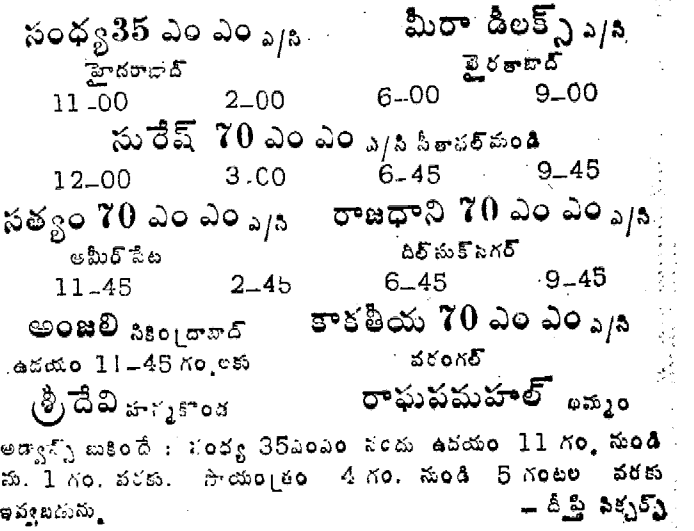 సంధ్య35 ఎం ఎం ఎ/సి మీరా డీలక్స్ ఎ/సి
హైదరాబాద్ ఖైరతాబాద్
11-00 2-00 6-00 9-00
సురేష్ 70 ఎం ఎం ఎ/సి సీతాఫల్‌మండి
12-00 3.00 6-45 9-45
సత్యం 70 ఎం ఎం ఎ/సి రాజధాని 70 ఎం ఎం ఎ/సి
అమీర్ పేట దిల్‌సుక్‌నగర్
11-45 2-45 6-45 9-45
అంజలి సికింద్రాబాద్ కాకతీయ 70 ఎం ఎం ఎ/సి
ఉదయం 11-45 గం.లకు వరంగల్
శ్రీదేవి హన్మకొండ రాఘవమహల్ ఖమ్మం
అడ్వాన్స్ బుకింగే : సంధ్య 35ఎంఎం నందు ఉదయం 11 గం. నుండి
మ. 1 గం. వరకు. సాయంత్రం 4 గం. నుండి 5 గంటల వరకు
ఇవ్వబడును.
- దీప్తి పిక్చర్స్